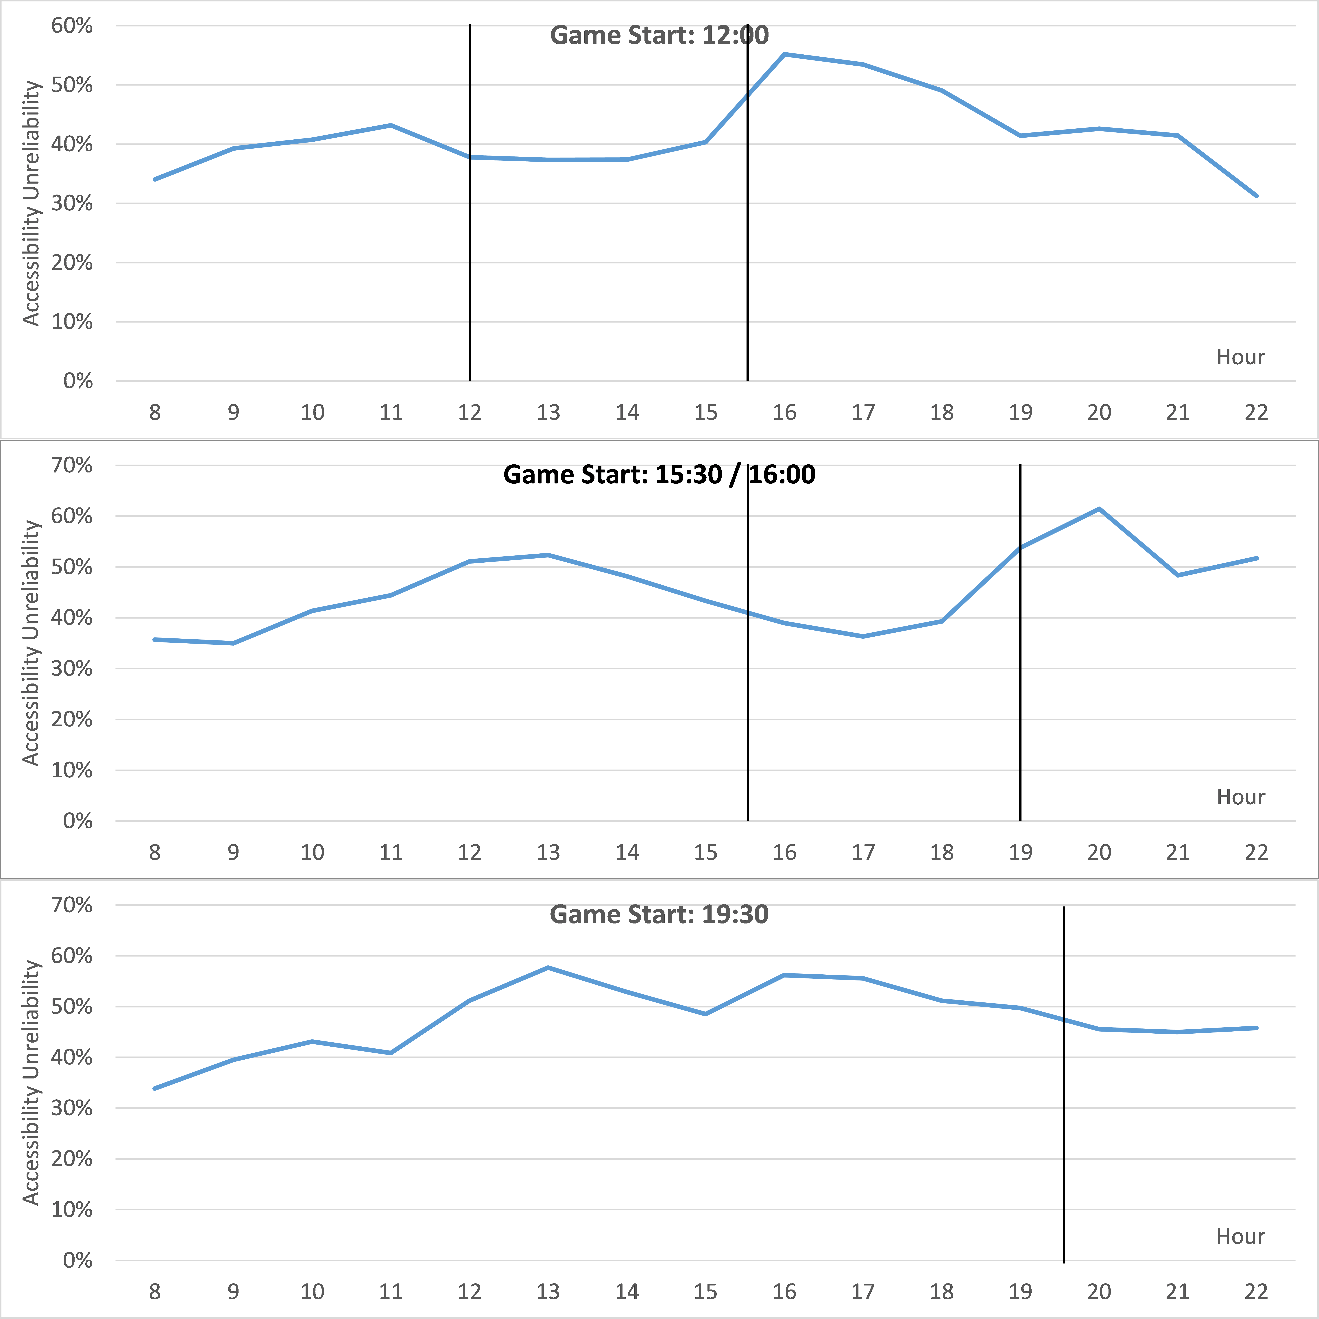 Game Start: 12:00
Accessibility Unreliability
60%
50%
40%
30%
20%
10%
0%
Hour
8 9 10 11 12 13 14 15 16 17 18 19 20 21 22
Game Start: 15:30 / 16:00
Accessibility Unreliability
70%
60%
50%
40%
30%
20%
10%
0%
Hour
8 9 10 11 12 13 14 15 16 17 18 19 20 21 22
Game Start: 19:30
Accessibility Unreliability
70%
60%
50%
40%
30%
20%
10%
0%
Hour
8 9 10 11 12 13 14 15 16 17 18 19 20 21 22